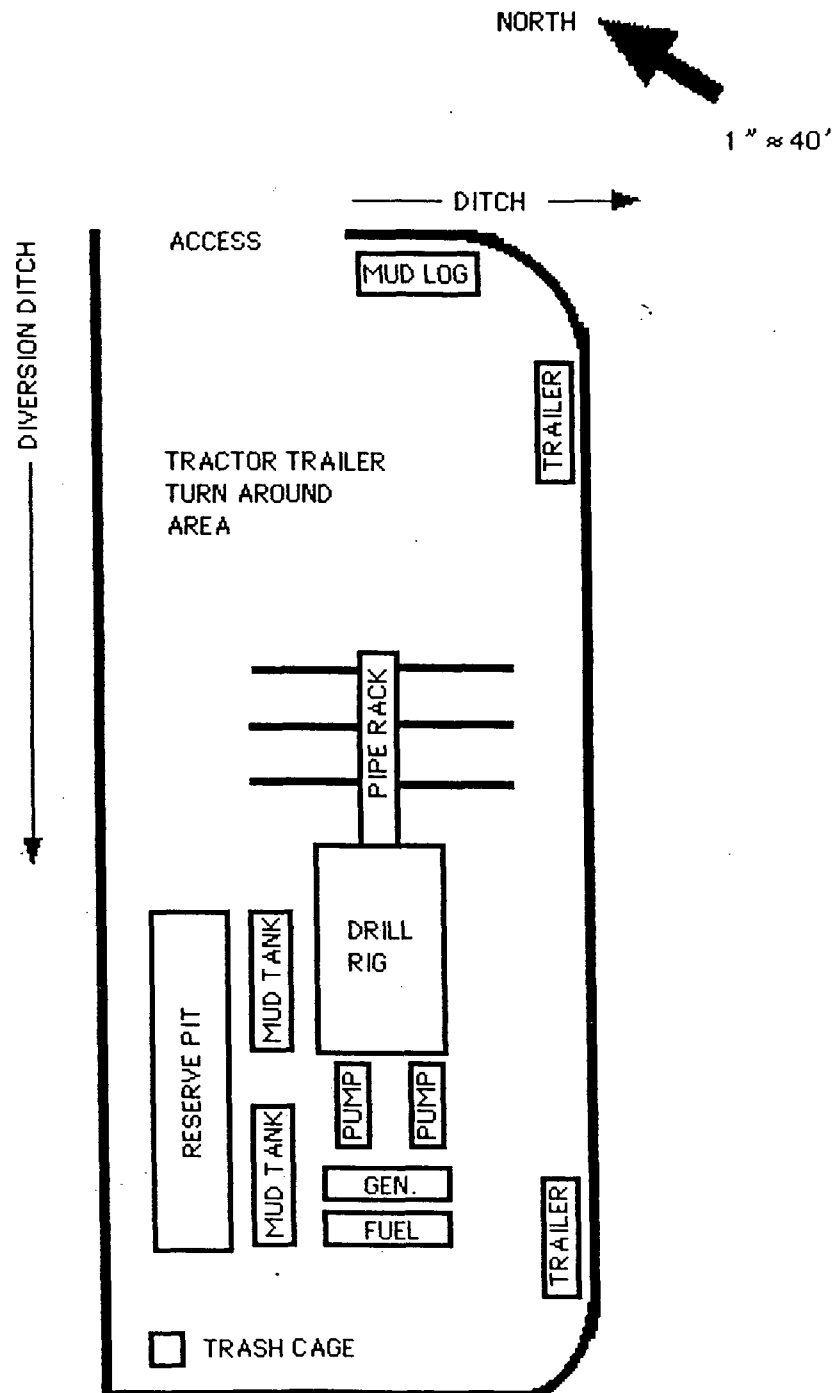 NORTH
1" ≈ 40'
DITCH
ACCESS
MUD LOG
DIVERSION DITCH
TRAILER
TRACTOR TRAILER
TURN AROUND
AREA
PIPE RACK
DRILL
RIG
MUD TANK
RESERVE PIT
PUMP
PUMP
MUD TANK
GEN.
FUEL
TRAILER
TRASH CAGE